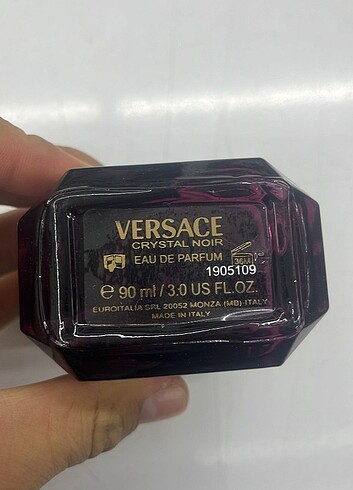 VERSACE
CRYSTAL NOIR
EAU DE PARFUM
36M
1905109
℮ 90 ml / 3.0 US FL.OZ.
EUROITALIA SRL 20052 MONZA (MB) ITALY
MADE IN ITALY